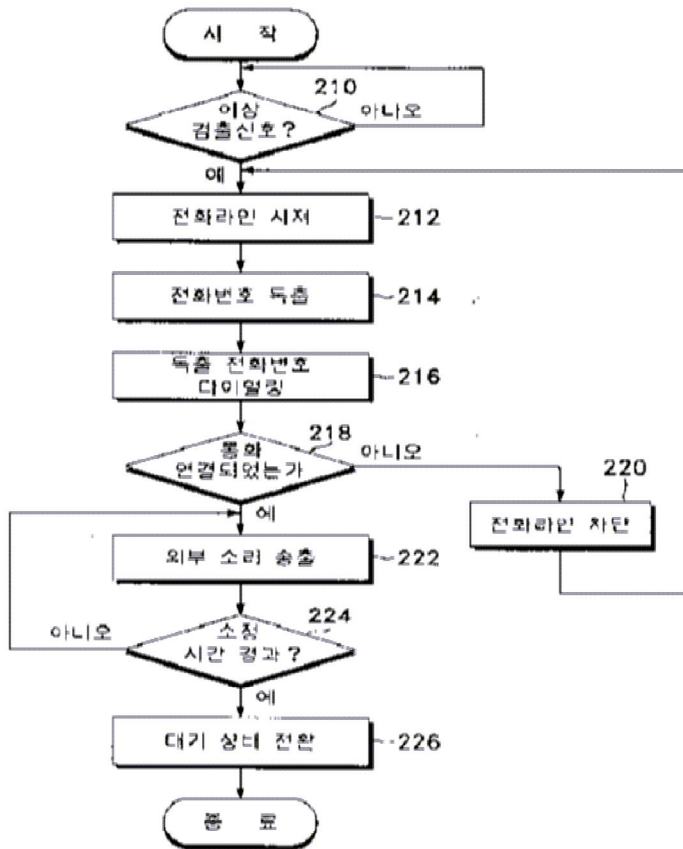 시 작
210
이상
검출신호?
아니오
예
전화라인 시져
212
전화번호 독출
214
독출 전화번호
다이얼링
216
218
통화
연결되었는가
아니오
220
전화라인 차단
예
외부 소리 송출
222
224
소정
시간 경과?
아니오
예
대기 상태 전환
226
종 료